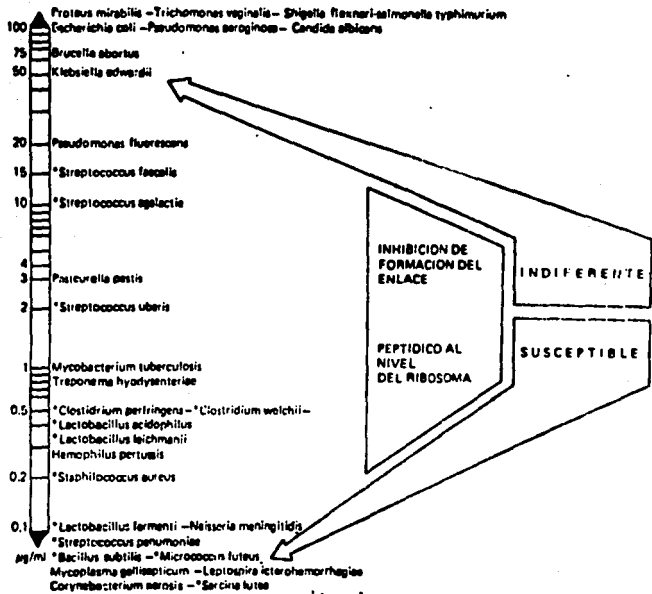 Proteus mirabilis - Trichomonas vaginalis - Shigella flexneri-salmonella typhimurium
100 Escherichia coli - Pseudomonas aeroginosa - Candida albicans
75 Brucella abortus
50 Klebsiella edwardii
20 Pseudomonas fluorescens
15 °Streptococcus faecalis
10 °Streptococcus agalactie
4
3 Pasteurella pestis
2 °Streptococcus uberis
1 Mycobacterium tuberculosis
Treponema hyodysenteriae
0.5 °Clostridium perfringens - °Clostridium welchii -
°Lactobacillus acidophilus
°Lactobacillus leichmanii
Hemophilus pertussis
0.2 °Staphilococcus aureus
0.1 °Lactobacillus fermenti - Neisseria meningitidis
°Streptococcus penumoniae
µg/ml °Bacillus subtilis - °Micrococcus luteus
Mycoplasma gallisepticum - Leptospira icterohemorrhagiae
Corynebacterium xerosis - °Sarcina lutea
INHIBICION DE
FORMACION DEL
ENLACE
PEPTIDICO AL
NIVEL
DEL RIBOSOMA
INDIFERENTE
SUSCEPTIBLE